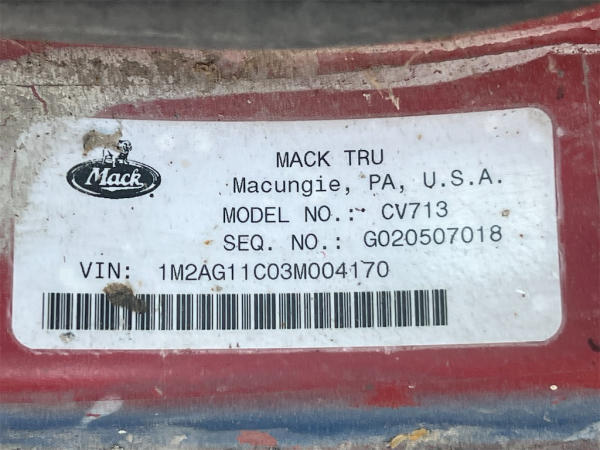 Mack
MACK TRU
Macungie, PA, U.S.A.
MODEL NO.: CV713
SEQ. NO.: G020507018
VIN: 1M2AG11C03M004170